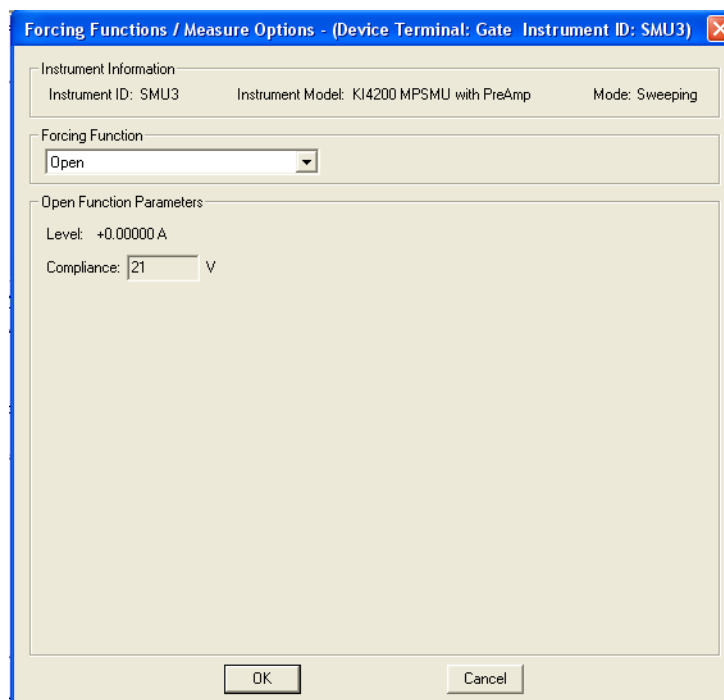 Forcing Functions / Measure Options - (Device Terminal: Gate Instrument ID: SMU3)
Instrument Information
Instrument ID: SMU3 Instrument Model: KI4200 MPSMU with PreAmp Mode: Sweeping
Forcing Function
Open
Open Function Parameters
Level: +0.00000 A
Compliance: 21 V
OK Cancel